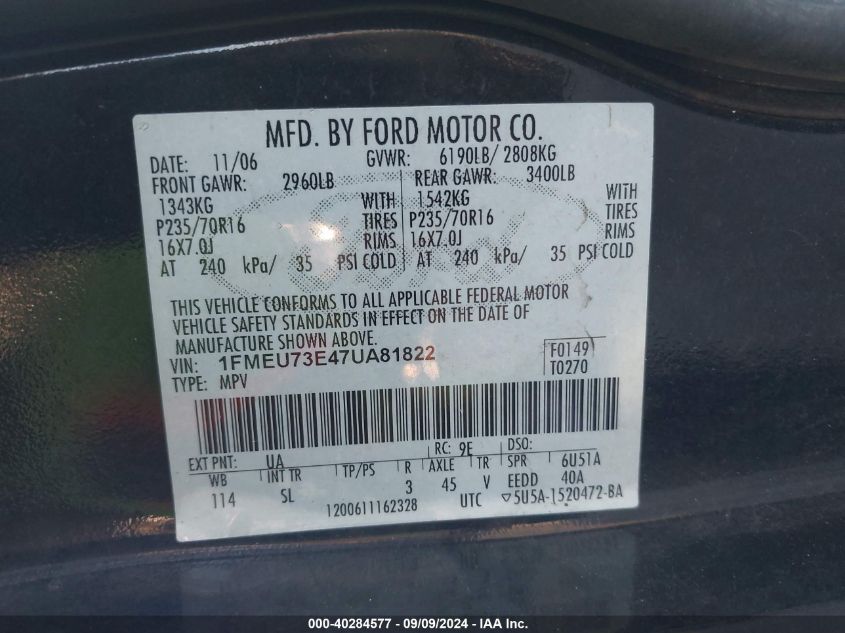 MFD. BY FORD MOTOR CO.
DATE: 11/06 GVWR: 6190LB/ 2808KG
FRONT GAWR: 2960LB REAR GAWR: 3400LB
1343KG WITH 1542KG WITH
P235/70R16 TIRES P235/70R16 TIRES
16X7.0J RIMS 16X7.0J RIMS
AT 240 kPa/ 35 PSI COLD AT 240 kPa/ 35 PSI COLD
THIS VEHICLE CONFORMS TO ALL APPLICABLE FEDERAL MOTOR
VEHICLE SAFETY STANDARDS IN EFFECT ON THE DATE OF
MANUFACTURE SHOWN ABOVE.
VIN: 1FMEU73E47UA81822 F0149
TYPE: MPV T0270
RC: 9E DSO:
EXT PNT: UA
WB INT TR TP/PS R AXLE TR SPR 6U51A
114 SL 3 45 V EEDD 40A
1200611162328 UTC ▽5U5A-1520472-BA
000-40284577 - 09/09/2024 - IAA Inc.